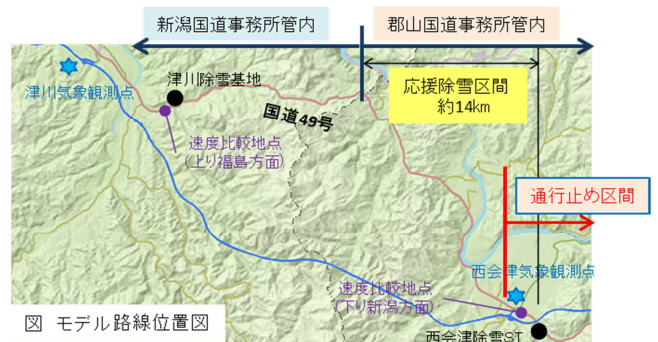 新潟国道事務所管内
郡山国道事務所管内
応援除雪区間
約14km
津川除雪基地
津川気象観測点
国道49号
速度比較地点
(上り福島方面)
通行止め区間
西会津気象観測点
速度比較地点
(下り新潟方面)
図 モデル路線位置図
西会津除雪ST